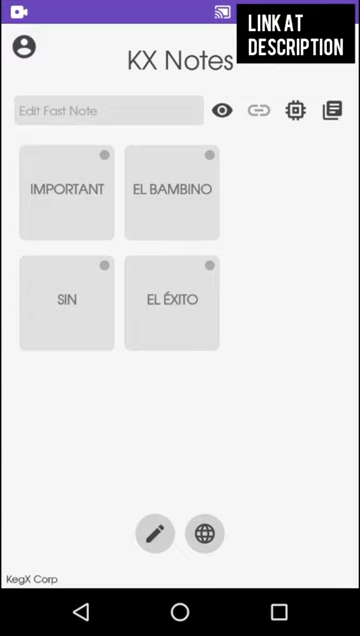 LINK AT
DESCRIPTION
KX Notes
Edit Fast Note
IMPORTANT
EL BAMBINO
SIN
EL ÉXITO
KegX Corp